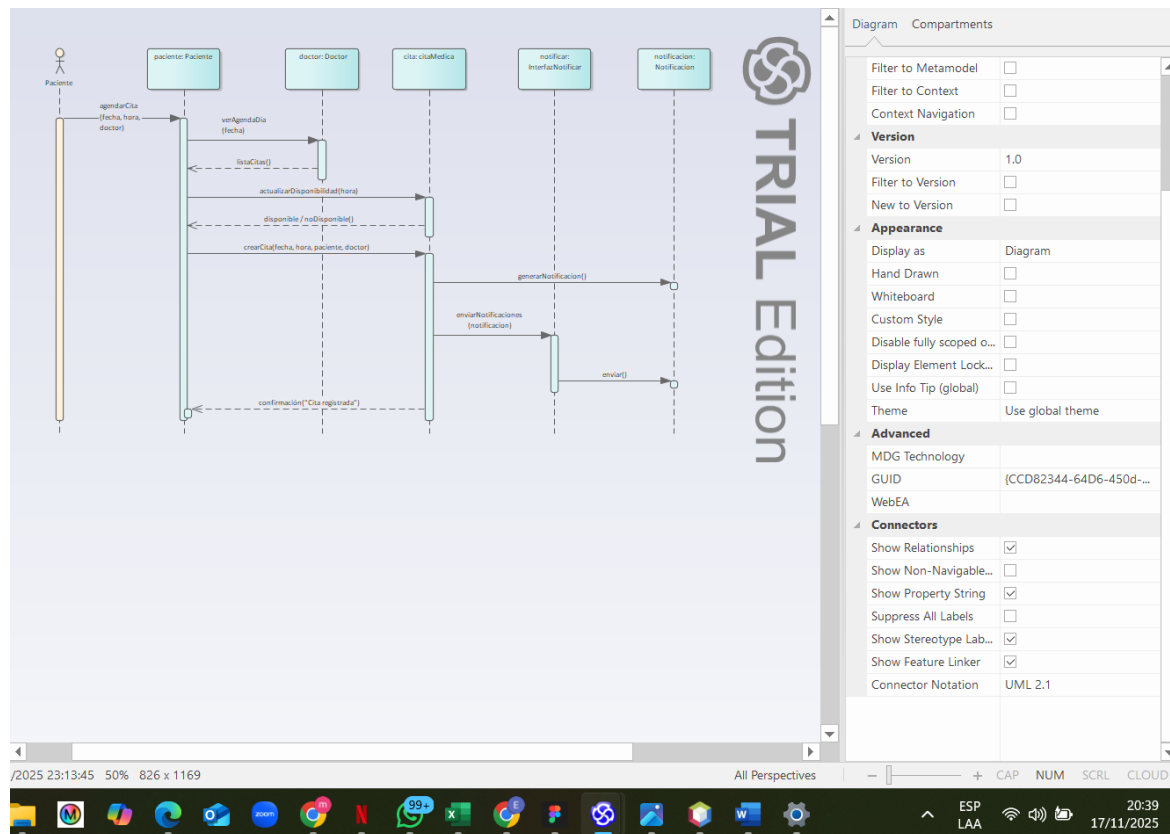 Paciente
paciente: Paciente
doctor: Doctor
cita: citaMedica
notificar:
InterfazNotificar
notificacion:
Notificacion
agendarCita
(fecha, hora,
doctor)
verAgendaDia
(fecha)
listaCitas()
actualizarDisponibilidad(hora)
disponible / noDisponible()
crearCita(fecha, hora, paciente, doctor)
generarNotificacion()
enviarNotificaciones
(notificacion)
enviar()
confirmación("Cita registrada")
TRIAL Edition
Diagram Compartments
Filter to Metamodel
Filter to Context
Context Navigation
Version
Version 1.0
Filter to Version
New to Version
Appearance
Display as Diagram
Hand Drawn
Whiteboard
Custom Style
Disable fully scoped o...
Display Element Lock...
Use Info Tip (global)
Theme Use global theme
Advanced
MDG Technology
GUID {CCD82344-64D6-450d-...
WebEA
Connectors
Show Relationships
Show Non-Navigable...
Show Property String
Suppress All Labels
Show Stereotype Lab...
Show Feature Linker
Connector Notation UML 2.1
/2025 23:13:45 50% 826 x 1169 All Perspectives CAP NUM SCRL CLOUD
zoom m 99+ E
ESP
LAA
20:39
17/11/2025